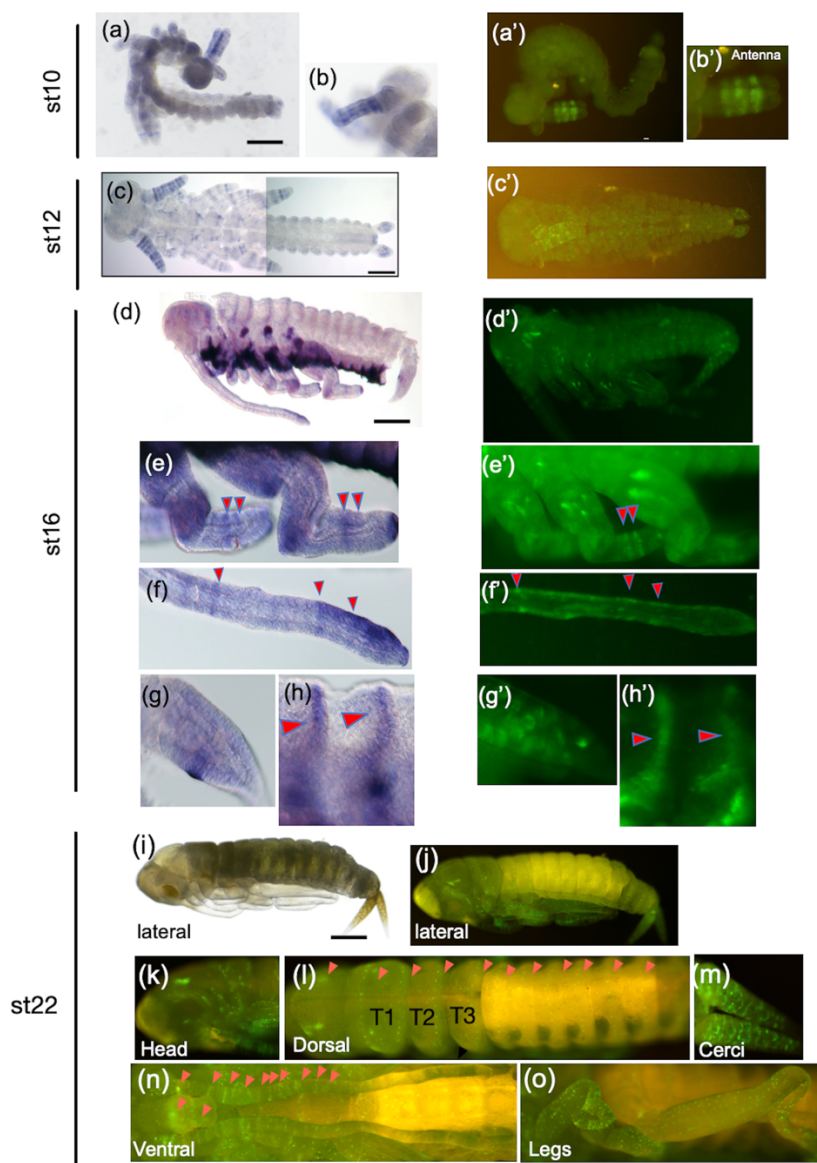 st10
(a)
(b)
(a')
(b')
Antenna
st12
(c)
(c')
st16
(d)
(d')
(e)
(e')
(f)
(f')
(g)
(h)
(g')
(h')
st22
(i)
lateral
(j)
lateral
(k)
Head
(l)
T1 T2 T3
Dorsal
(m)
Cerci
(n)
Ventral
(o)
Legs